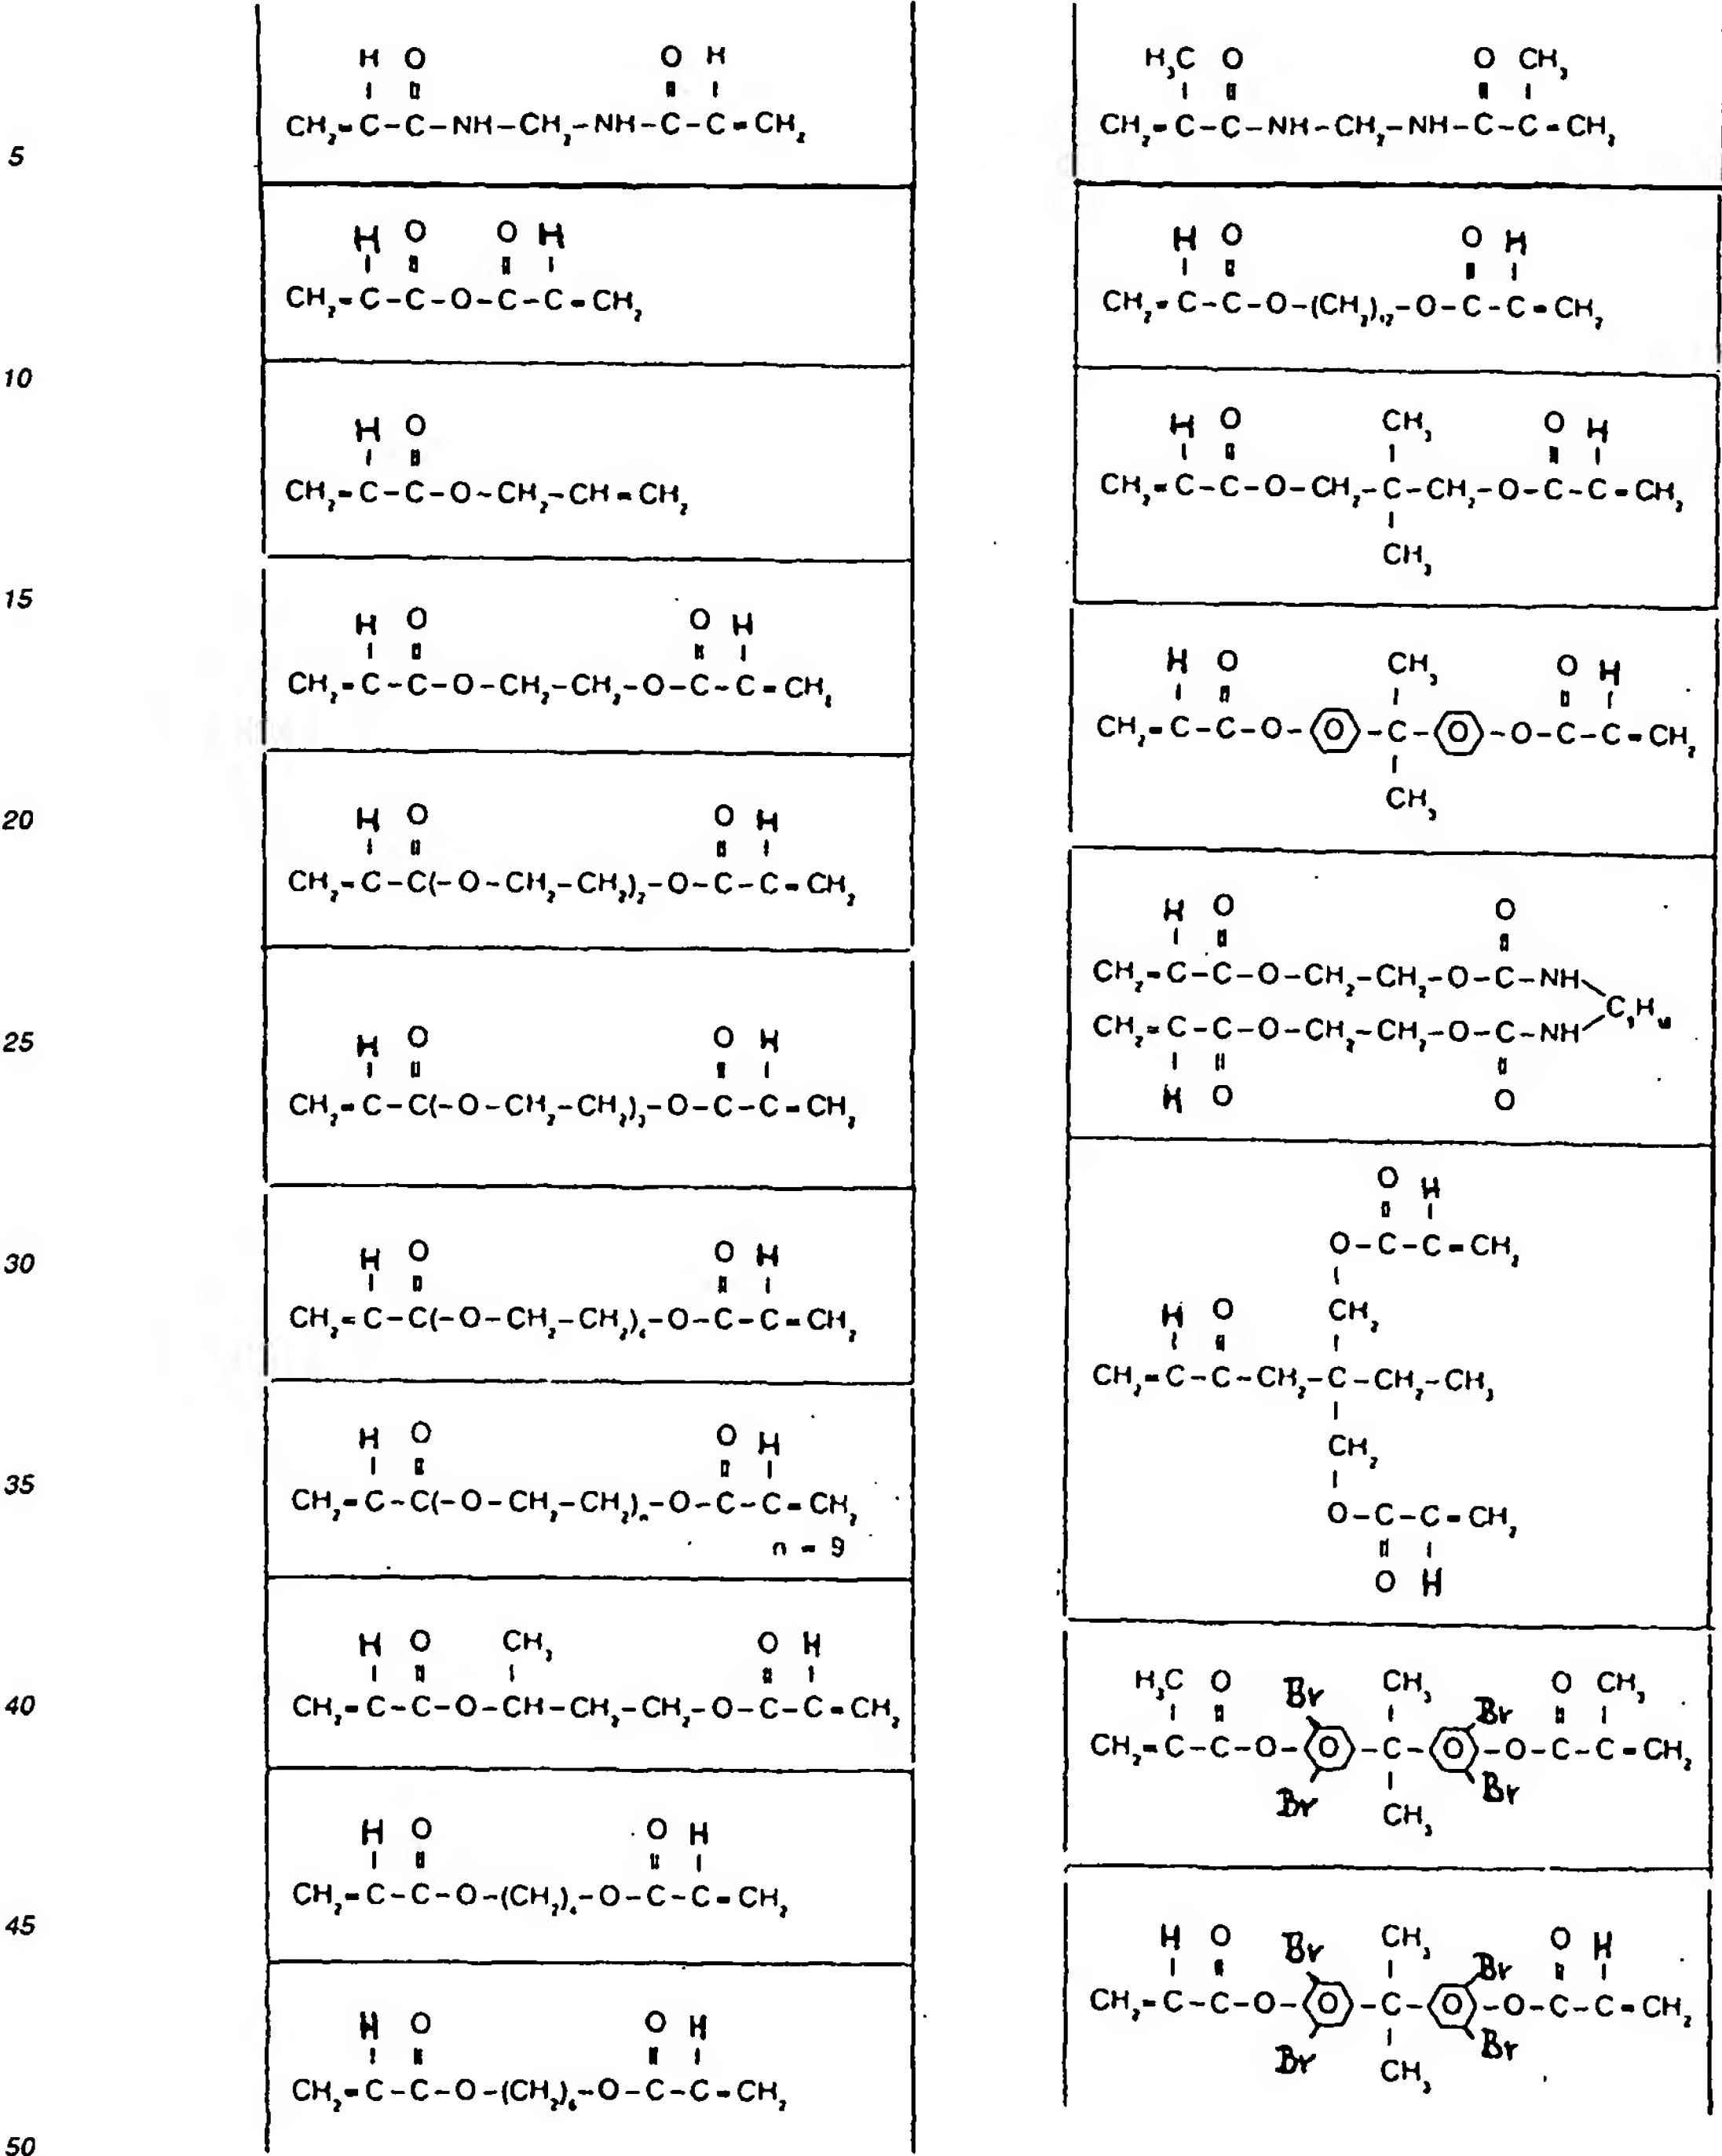 H O O H
CH₂=C-C-NH-CH₂-NH-C-C=CH₂
5
H O O H
CH₂=C-C-O-C-C=CH₂
10
H O
CH₂=C-C-O-CH₂-CH=CH₂
15
H O O H
CH₂=C-C-O-CH₂-CH₂-O-C-C=CH₂
20
H O O H
CH₂=C-C(-O-CH₂-CH₂)₂-O-C-C=CH₂
25
H O O H
CH₂=C-C(-O-CH₂-CH₂)₃-O-C-C=CH₂
30
H O O H
CH₂=C-C(-O-CH₂-CH₂)₄-O-C-C=CH₂
35
H O O H
CH₂=C-C(-O-CH₂-CH₂)ₙ-O-C-C=CH₂
n = 9
40
H O CH₃ O H
CH₂=C-C-O-CH-CH₂-CH₂-O-C-C=CH₂
45
H O O H
CH₂=C-C-O-(CH₂)₄-O-C-C=CH₂
H O O H
CH₂=C-C-O-(CH₂)₆-O-C-C=CH₂
50
H₃C O O CH₃
CH₂=C-C-NH-CH₂-NH-C-C=CH₂
H O O H
CH₂=C-C-O-(CH₂)₁₂-O-C-C=CH₂
H O CH₃ O H
CH₂=C-C-O-CH₂-C-CH₂-O-C-C=CH₂
CH₃
H O CH₃ O H
CH₂=C-C-O- -C- -O-C-C=CH₂
CH₃
H O O
CH₂=C-C-O-CH₂-CH₂-O-C-NH
C₉H₁₈
CH₂=C-C-O-CH₂-CH₂-O-C-NH
H O O
O H
O-C-C=CH₂
H O CH₂
CH₂=C-C-CH₂-C-CH₂-CH₃
CH₂
O-C-C=CH₂
O H
H₃C O Br CH₃ Br O CH₃
CH₂=C-C-O- -C- -O-C-C=CH₂
Br CH₃ Br
H O Br CH₃ Br O H
CH₂=C-C-O- -C- -O-C-C=CH₂
Br CH₃ Br